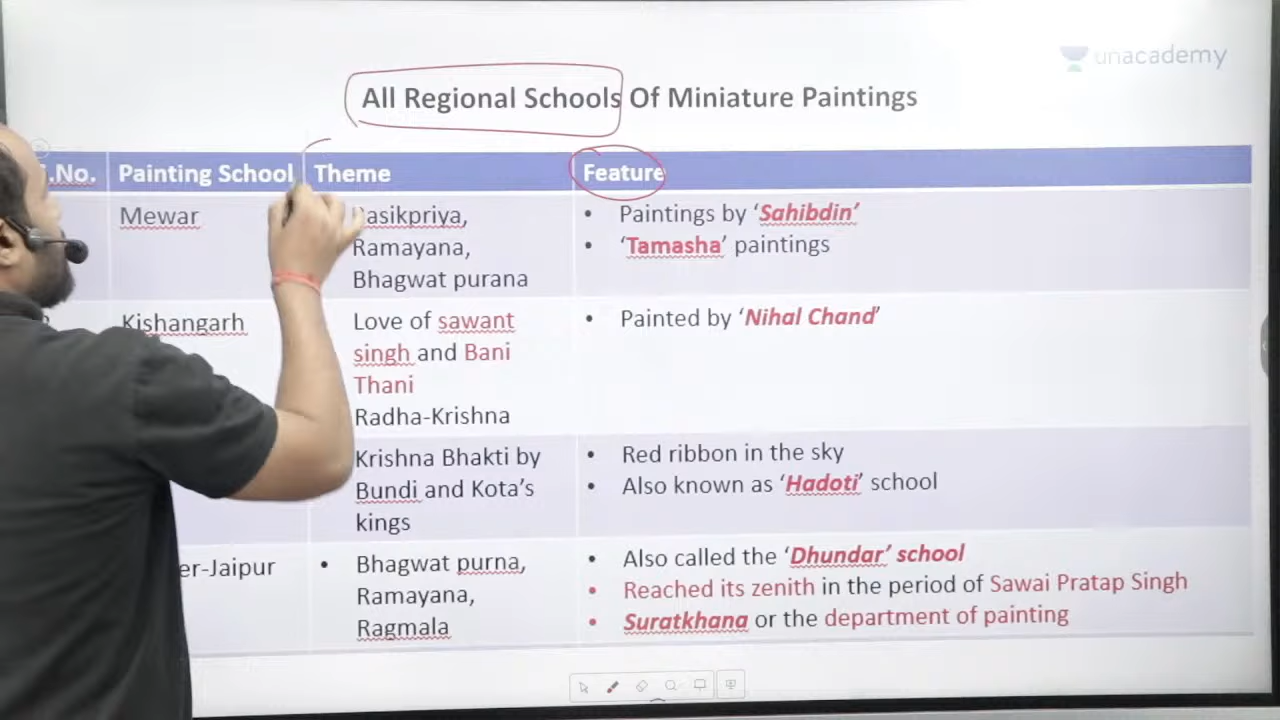 unacademy
All Regional Schools Of Miniature Paintings
.No. Painting School Theme Feature
Mewar
Ramayana,
Bhagwat purana
• Paintings by ‘Sahibdin’
• ‘Tamasha’ paintings
Kishangarh
Love of sawant
singh and Bani
Thani
Radha-Krishna
• Painted by ‘Nihal Chand’
Krishna Bhakti by
Bundi and Kota’s
kings
• Red ribbon in the sky
• Also known as ‘Hadoti’ school
er-Jaipur
• Bhagwat purna,
Ramayana,
Ragmala
• Also called the ‘Dhundar’ school
• Reached its zenith in the period of Sawai Pratap Singh
• Suratkhana or the department of painting